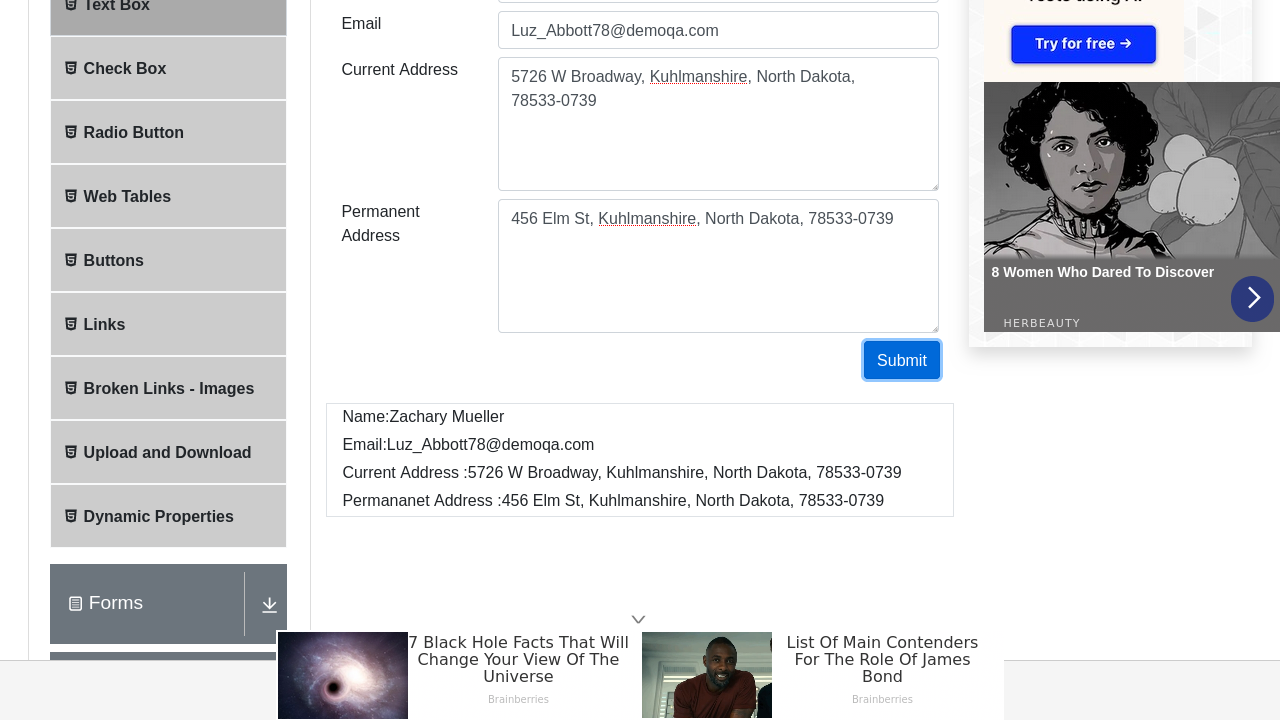 Text Box
Check Box
Radio Button
Web Tables
Buttons
Links
Broken Links - Images
Upload and Download
Dynamic Properties
Forms
Email
Luz_Abbott78@demoqa.com
Current Address
5726 W Broadway, Kuhlmanshire, North Dakota,
78533-0739
Permanent
Address
456 Elm St, Kuhlmanshire, North Dakota, 78533-0739
Submit
Name:Zachary Mueller
Email:Luz_Abbott78@demoqa.com
Current Address :5726 W Broadway, Kuhlmanshire, North Dakota, 78533-0739
Permananet Address :456 Elm St, Kuhlmanshire, North Dakota, 78533-0739
Try for free →
8 Women Who Dared To Discover
HERBEAUTY
7 Black Hole Facts That Will
Change Your View Of The
Universe
Brainberries
List Of Main Contenders
For The Role Of James
Bond
Brainberries